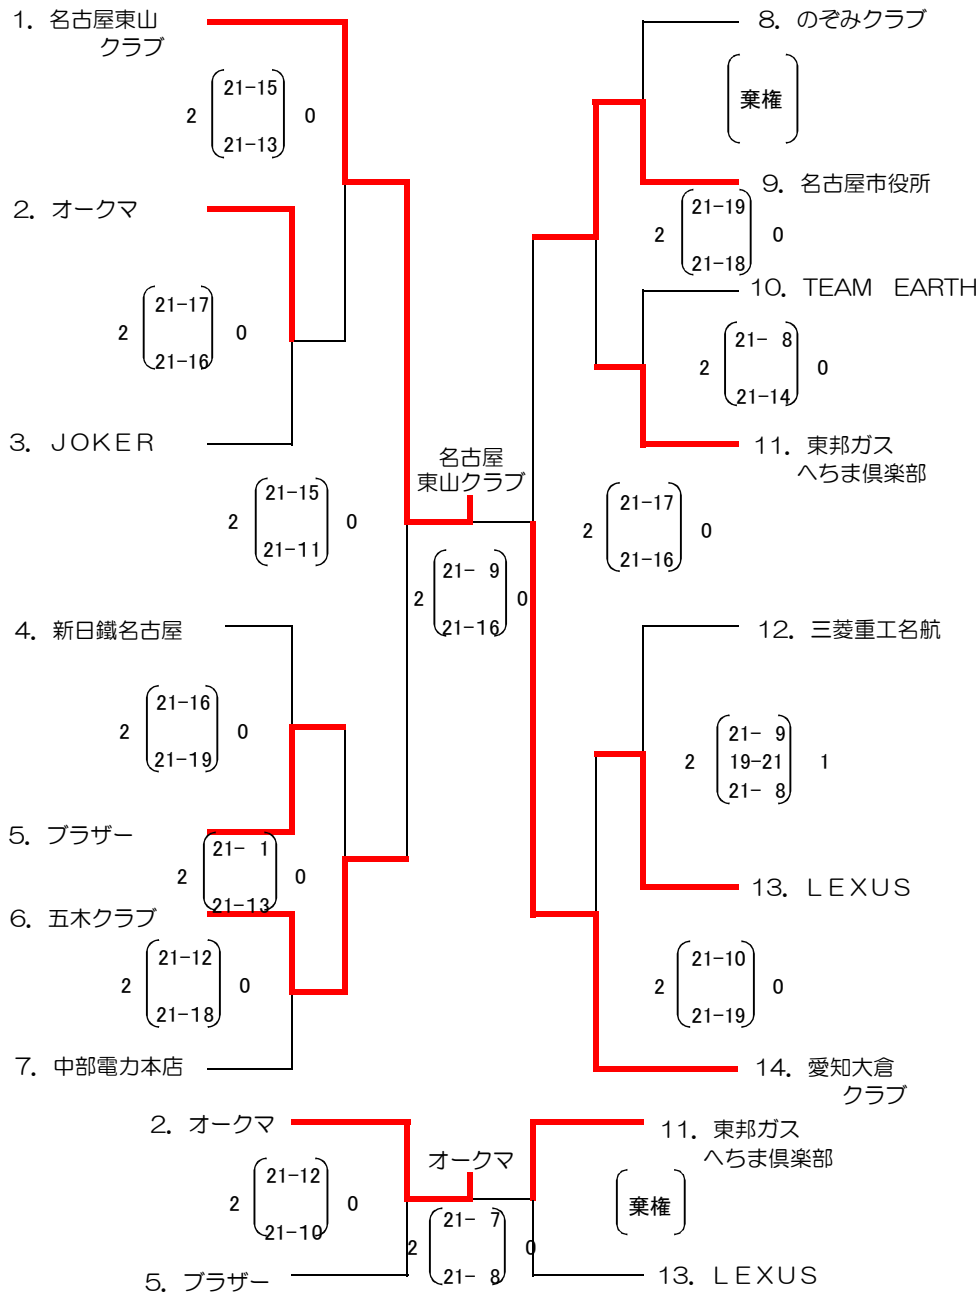 1. 名古屋東山
クラブ
2 21-15 0
21-13
2. オークマ
2 21-17 0
21-16
3. JOKER
2 21-15 0
21-11
4. 新日鐵名古屋
2 21-16 0
21-19
5. ブラザー
2 21- 1 0
21-13
6. 五木クラブ
2 21-12 0
21-18
7. 中部電力本店
名古屋
東山クラブ
2 21- 9 0
21-16
8. のぞみクラブ
棄権
9. 名古屋市役所
2 21-19 0
21-18
10. TEAM EARTH
2 21- 8 0
21-14
11. 東邦ガス
へちま倶楽部
2 21-17 0
21-16
12. 三菱重工名航
21- 9
2 19-21 1
21- 8
13. LEXUS
2 21-10 0
21-19
14. 愛知大倉
クラブ
2. オークマ
2 21-12 0
21-10
5. ブラザー
オークマ
2 21- 7 0
21- 8
11. 東邦ガス
へちま倶楽部
棄権
13. LEXUS